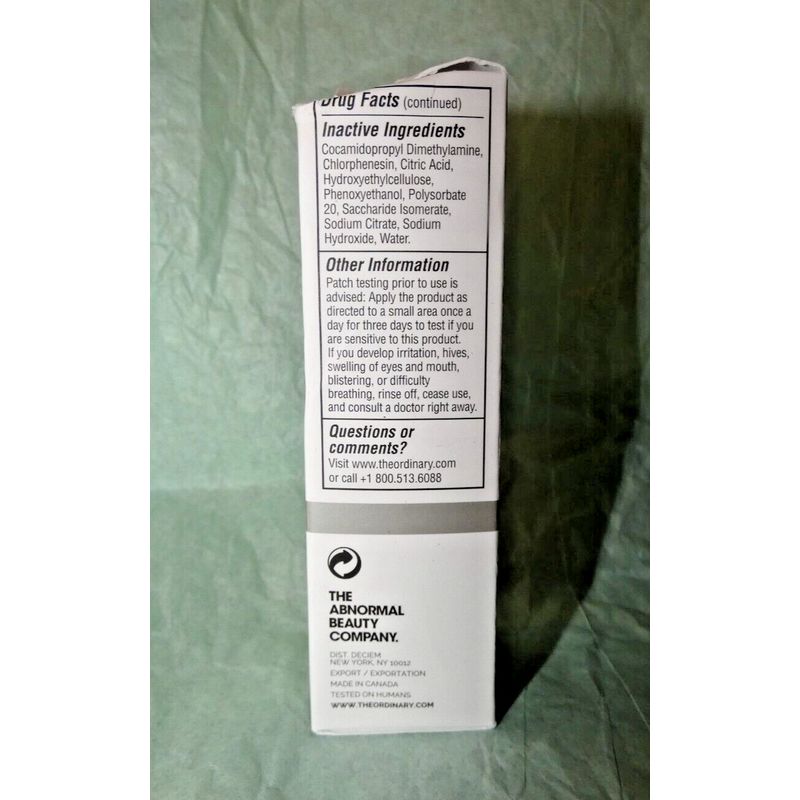 Drug Facts (continued)
Inactive Ingredients
Cocamidopropyl Dimethylamine,
Chlorphenesin, Citric Acid,
Hydroxyethylcellulose,
Phenoxyethanol, Polysorbate
20, Saccharide Isomerate,
Sodium Citrate, Sodium
Hydroxide, Water.
Other Information
Patch testing prior to use is
advised: Apply the product as
directed to a small area once a
day for three days to test if you
are sensitive to this product.
If you develop irritation, hives,
swelling of eyes and mouth,
blistering, or difficulty
breathing, rinse off, cease use,
and consult a doctor right away.
Questions or
comments?
Visit www.theordinary.com
or call +1 800.513.6088
THE
ABNORMAL
BEAUTY
COMPANY.
DIST. DECIEM
NEW YORK, NY 10012
EXPORT / EXPORTATION
MADE IN CANADA
TESTED ON HUMANS
WWW.THEORDINARY.COM